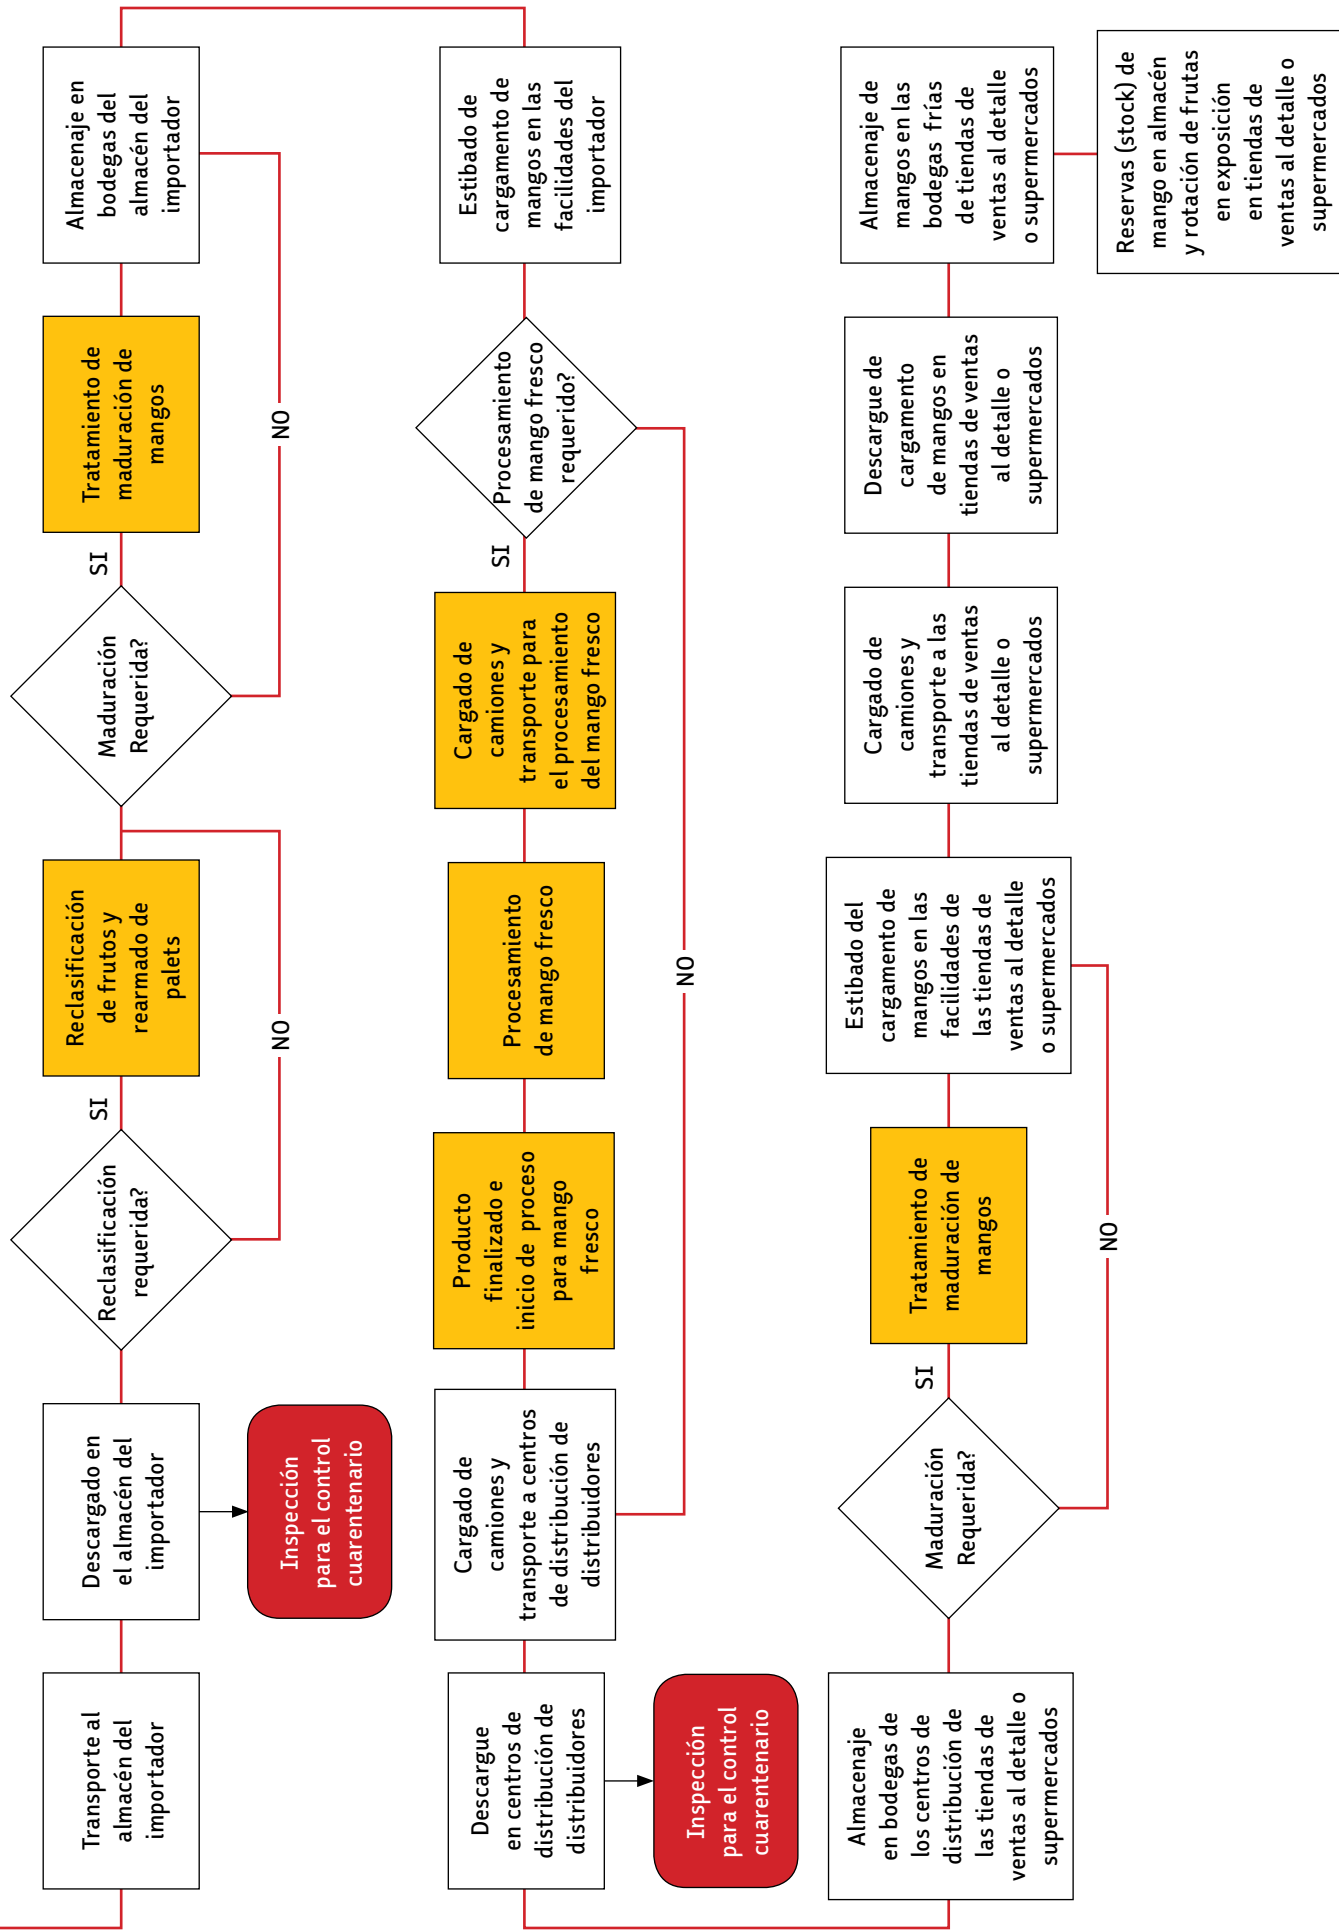 Transporte al
almacén del
importador
Descargado en
el almacén del
importador
Inspección
para el control
cuarentenario
Reclasificación
requerida?
SI
NO
Reclasificación
de frutos y
rearmado de
palets
Maduración
Requerida?
SI
NO
Tratamiento de
maduración de
mangos
Almacenaje en
bodegas del
almacén del
importador
Estibado de
cargamento de
mangos en las
facilidades del
importador
Procesamiento
de mango fresco
requerido?
SI
NO
Cargado de
camiones y
transporte para
el procesamiento
del mango fresco
Procesamiento
de mango fresco
Producto
finalizado e
inicio de proceso
para mango
fresco
Cargado de
camiones y
transporte a centros
de distribución de
distribuidores
Descargue
en centros de
distribución de
distribuidores
Inspección
para el control
cuarentenario
Almacenaje
en bodegas de
los centros de
distribución de
las tiendas de
ventas al detalle o
supermercados
Maduración
Requerida?
SI
NO
Tratamiento de
maduración de
mangos
Estibado del
cargamento de
mangos en las
facilidades de
las tiendas de
ventas al detalle
o supermercados
Cargado de
camiones y
transporte a las
tiendas de ventas
al detalle o
supermercados
Descargue de
cargamento
de mangos en
tiendas de ventas
al detalle o
supermercados
Almacenaje de
mangos en las
bodegas frías
de tiendas de
ventas al detalle
o supermercados
Reservas (stock) de
mango en almacén
y rotación de frutas
en exposición
en tiendas de
ventas al detalle o
supermercados